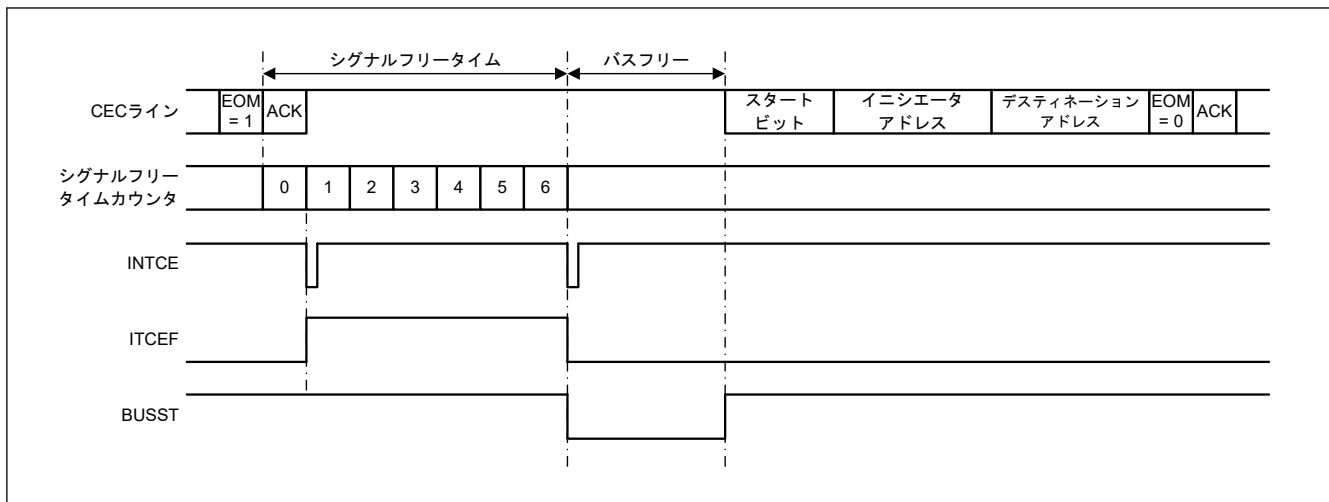 シグナルフリータイム
バスフリー
CECライン
EOM
= 1
ACK
スタート
ビット
イニシエータ
アドレス
デスティネーション
アドレス
EOM
= 0
ACK
シグナルフリー
タイムカウンタ
0
1
2
3
4
5
6
INTCE
ITCEF
BUSST